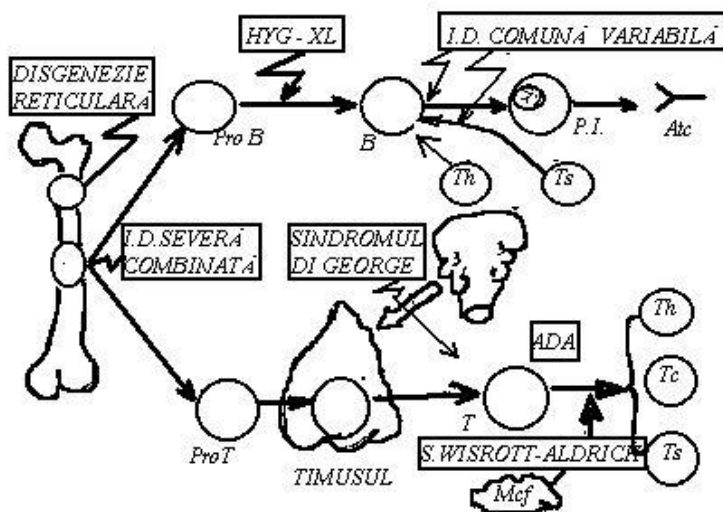 HYG - XL
I.D. COMUNĂ VARIABILĂ
DISGENEZIE
RETICULARĂ
Pro B
B
P.I.
Atc
Th
Ts
I.D.SEVERĂ
COMBINATĂ
SINDROMUL
DI GEORGE
ADA
Th
Tc
Ts
ProT
TIMUSUL
T
S.WISROTT-ALDRICH
Mcf